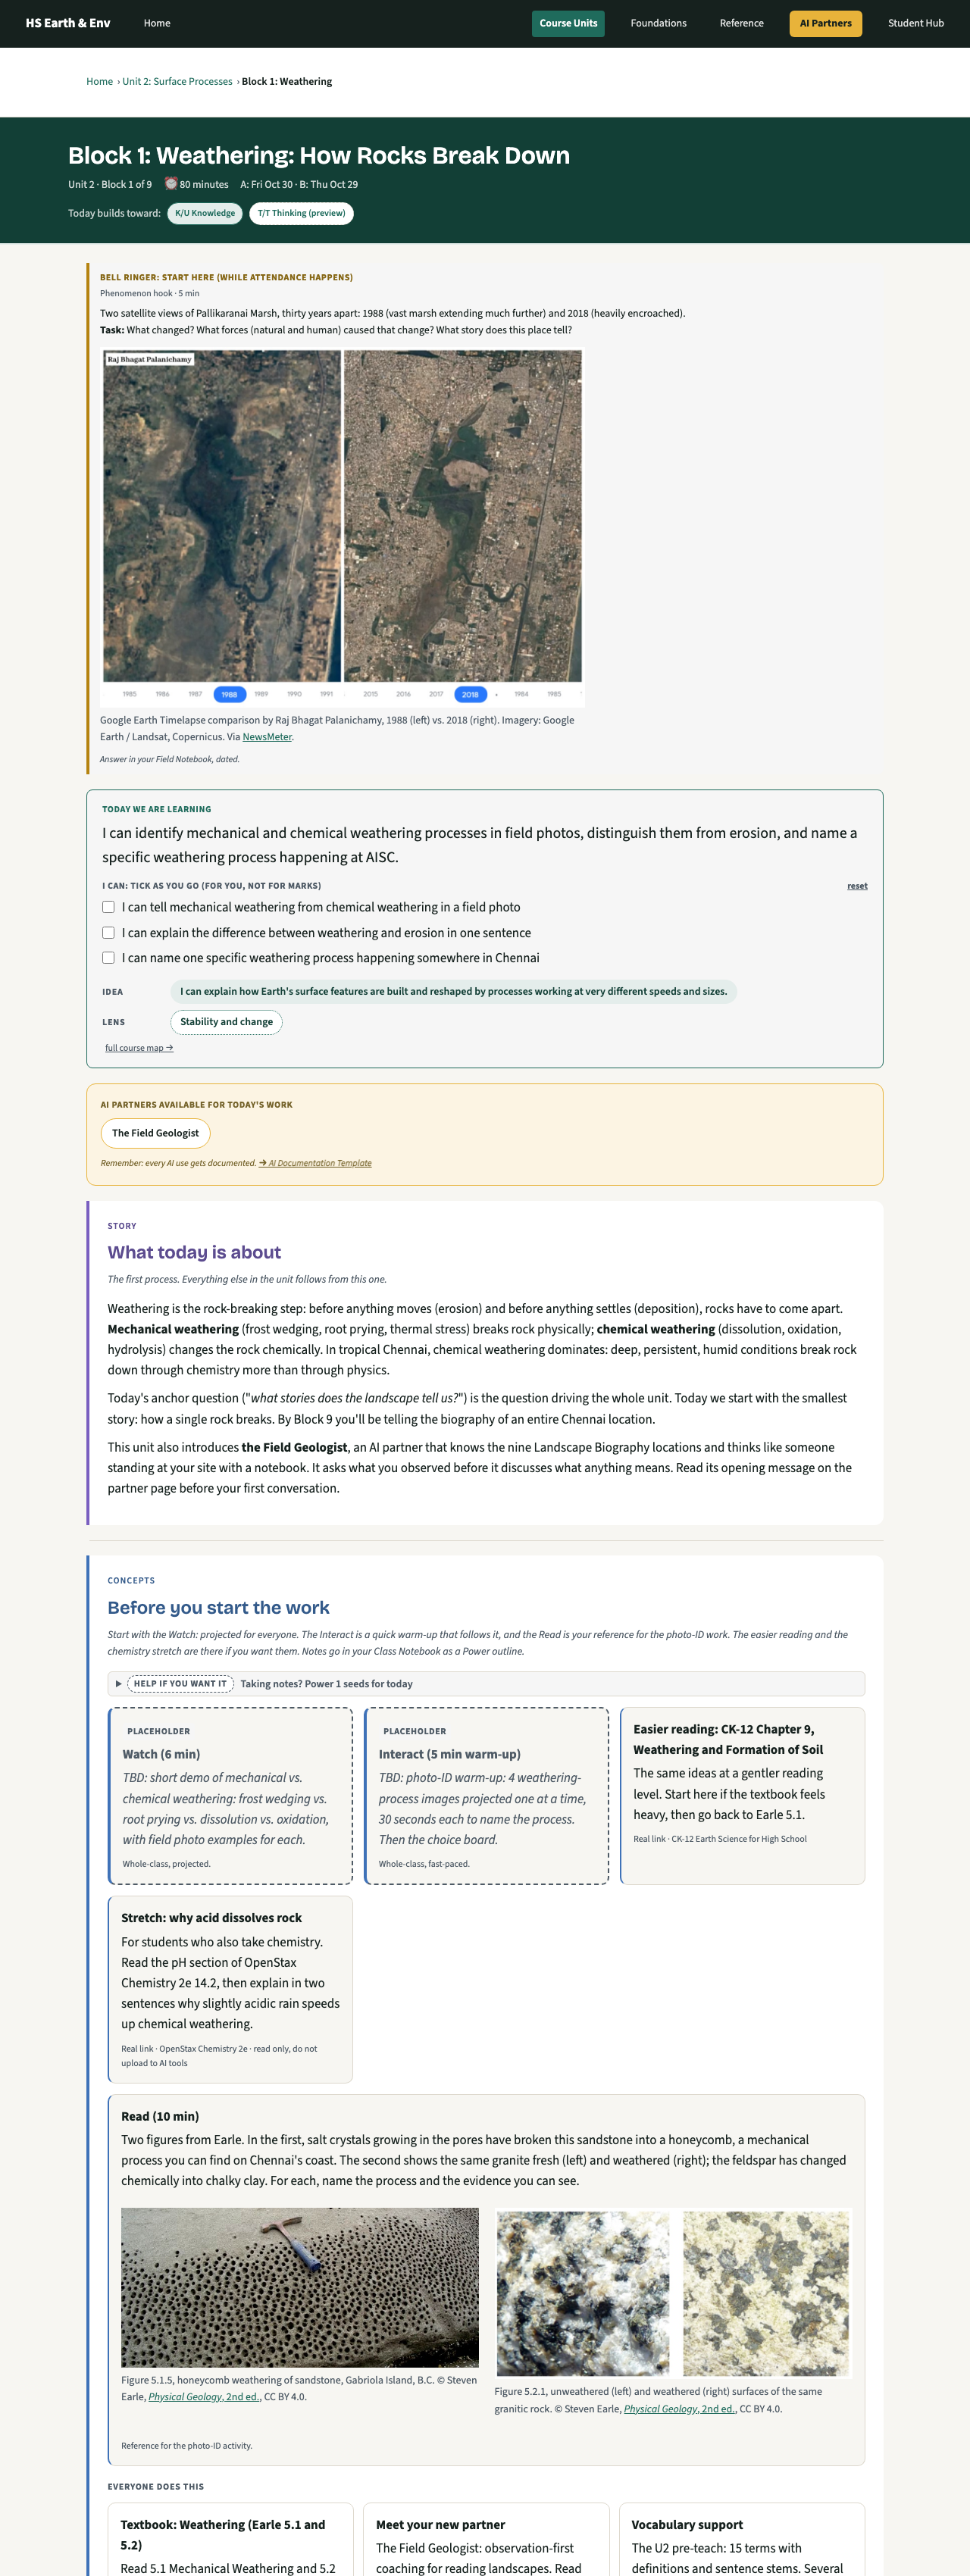 HS Earth & Env
Home
Course Units
Foundations
Reference
AI Partners
Student Hub
Home › Unit 2: Surface Processes › Block 1: Weathering
Block 1: Weathering: How Rocks Break Down
Unit 2 · Block 1 of 9 ⏰ 80 minutes A: Fri Oct 30 · B: Thu Oct 29
Today builds toward: K/U Knowledge T/T Thinking (preview)
BELL RINGER: START HERE (WHILE ATTENDANCE HAPPENS)
Phenomenon hook · 5 min
Two satellite views of Pallikaranai Marsh, thirty years apart: 1988 (vast marsh extending much further) and 2018 (heavily encroached).
Task: What changed? What forces (natural and human) caused that change? What story does this place tell?
Raj Bhagat Palanichamy
1985 1986 1987 1988 1989 1990 1991 2015 2016 2017 2018 1984 1985
Google Earth Timelapse comparison by Raj Bhagat Palanichamy, 1988 (left) vs. 2018 (right). Imagery: Google
Earth / Landsat, Copernicus. Via NewsMeter.
Answer in your Field Notebook, dated.
TODAY WE ARE LEARNING
I can identify mechanical and chemical weathering processes in field photos, distinguish them from erosion, and name a
specific weathering process happening at AISC.
I CAN: TICK AS YOU GO (FOR YOU, NOT FOR MARKS)
reset
I can tell mechanical weathering from chemical weathering in a field photo
I can explain the difference between weathering and erosion in one sentence
I can name one specific weathering process happening somewhere in Chennai
IDEA I can explain how Earth's surface features are built and reshaped by processes working at very different speeds and sizes.
LENS Stability and change
full course map →
AI PARTNERS AVAILABLE FOR TODAY'S WORK
The Field Geologist
Remember: every AI use gets documented. → AI Documentation Template
STORY
What today is about
The first process. Everything else in the unit follows from this one.
Weathering is the rock-breaking step: before anything moves (erosion) and before anything settles (deposition), rocks have to come apart.
Mechanical weathering (frost wedging, root prying, thermal stress) breaks rock physically; chemical weathering (dissolution, oxidation,
hydrolysis) changes the rock chemically. In tropical Chennai, chemical weathering dominates: deep, persistent, humid conditions break rock
down through chemistry more than through physics.
Today's anchor question ("what stories does the landscape tell us?") is the question driving the whole unit. Today we start with the smallest
story: how a single rock breaks. By Block 9 you'll be telling the biography of an entire Chennai location.
This unit also introduces the Field Geologist, an AI partner that knows the nine Landscape Biography locations and thinks like someone
standing at your site with a notebook. It asks what you observed before it discusses what anything means. Read its opening message on the
partner page before your first conversation.
CONCEPTS
Before you start the work
Start with the Watch: projected for everyone. The Interact is a quick warm-up that follows it, and the Read is your reference for the photo-ID work. The easier reading and the
chemistry stretch are there if you want them. Notes go in your Class Notebook as a Power outline.
▶ HELP IF YOU WANT IT Taking notes? Power 1 seeds for today
PLACEHOLDER
Watch (6 min)
TBD: short demo of mechanical vs.
chemical weathering: frost wedging vs.
root prying vs. dissolution vs. oxidation,
with field photo examples for each.
Whole-class, projected.
PLACEHOLDER
Interact (5 min warm-up)
TBD: photo-ID warm-up: 4 weathering-
process images projected one at a time,
30 seconds each to name the process.
Then the choice board.
Whole-class, fast-paced.
Easier reading: CK-12 Chapter 9,
Weathering and Formation of Soil
The same ideas at a gentler reading
level. Start here if the textbook feels
heavy, then go back to Earle 5.1.
Real link · CK-12 Earth Science for High School
Stretch: why acid dissolves rock
For students who also take chemistry.
Read the pH section of OpenStax
Chemistry 2e 14.2, then explain in two
sentences why slightly acidic rain speeds
up chemical weathering.
Real link · OpenStax Chemistry 2e · read only, do not
upload to AI tools
Read (10 min)
Two figures from Earle. In the first, salt crystals growing in the pores have broken this sandstone into a honeycomb, a mechanical
process you can find on Chennai's coast. The second shows the same granite fresh (left) and weathered (right); the feldspar has changed
chemically into chalky clay. For each, name the process and the evidence you can see.
Figure 5.1.5, honeycomb weathering of sandstone, Gabriola Island, B.C. © Steven
Earle, Physical Geology, 2nd ed., CC BY 4.0.
Figure 5.2.1, unweathered (left) and weathered (right) surfaces of the same
granitic rock. © Steven Earle, Physical Geology, 2nd ed., CC BY 4.0.
Reference for the photo-ID activity.
EVERYONE DOES THIS
Textbook: Weathering (Earle 5.1 and
5.2)
Read 5.1 Mechanical Weathering and 5.2
Meet your new partner
The Field Geologist: observation-first
coaching for reading landscapes. Read
Vocabulary support
The U2 pre-teach: 15 terms with
definitions and sentence stems. Several